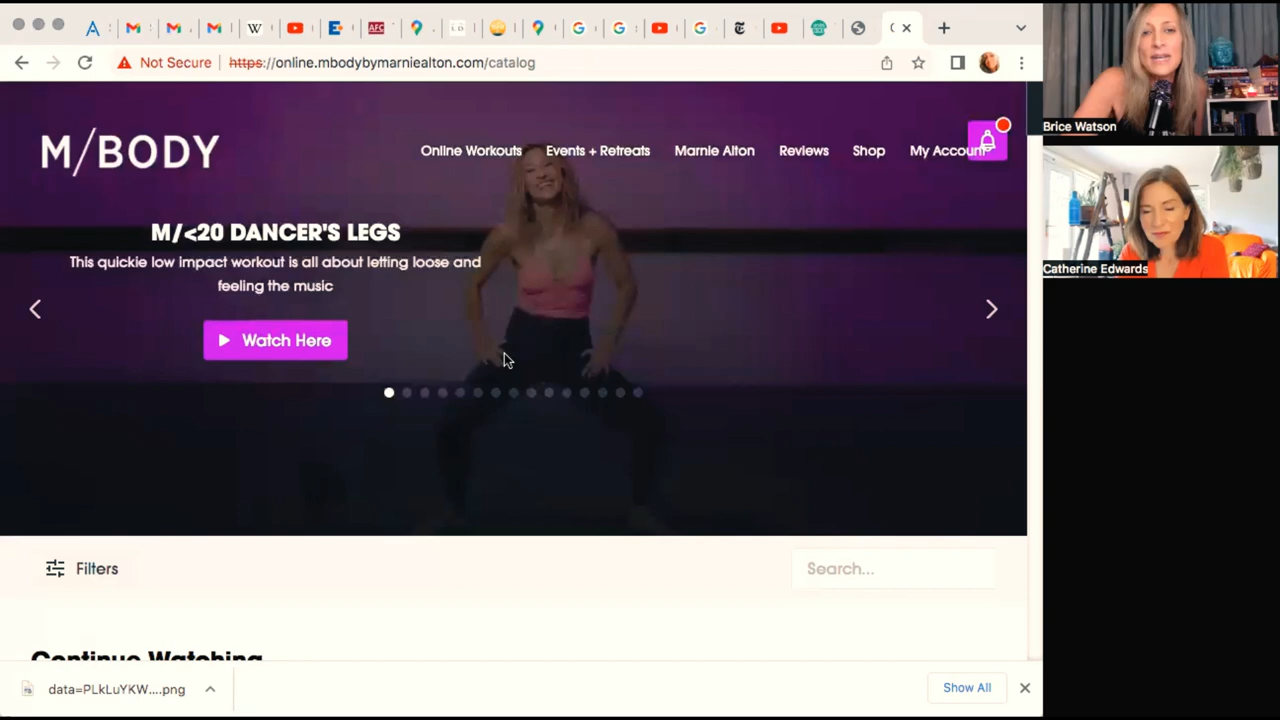 Not Secure
https://online.mbodybymarniealton.com/catalog
M/BODY
Online Workouts
Events + Retreats
Marnie Alton
Reviews
Shop
My Account
M/<20 DANCER'S LEGS
This quickie low impact workout is all about letting loose and
feeling the music
Watch Here
Filters
Search...
Continue Watching
data=PLkLuYKW....png
Show All
Brice Watson
Catherine Edwards